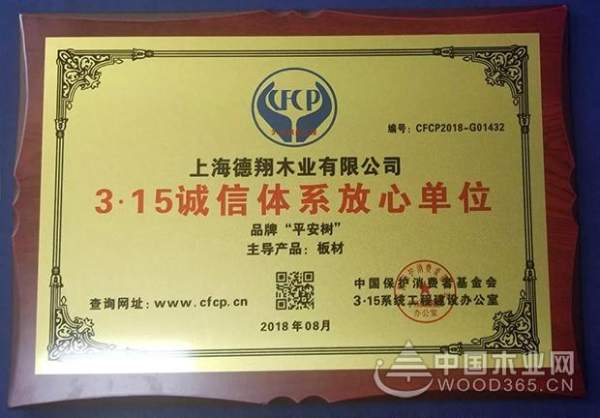 CFCP
编号：CFCP2018-G01432
上海德翔木业有限公司
3·15诚信体系放心单位
品牌“平安树”
主导产品：板材
中国保护消费者基金会
查询网址：www.cfcp.cn
3·15系统工程建设办公室
办公室
2018年08月
中国木业网
WOOD365.CN